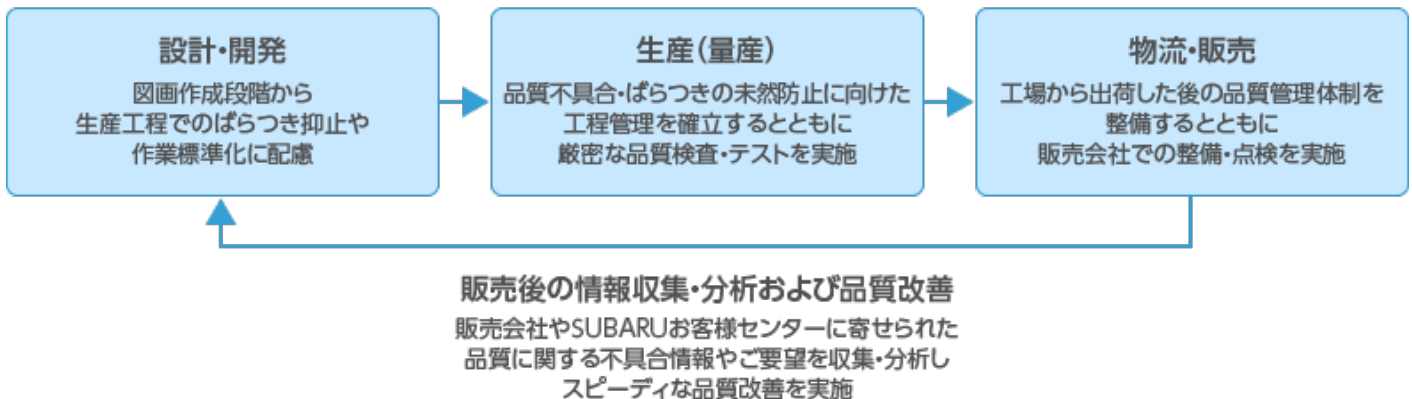 設計・開発
図画作成段階から
生産工程でのばらつき抑止や
作業標準化に配慮
生産(量産)
品質不具合・ばらつきの未然防止に向けた
工程管理を確立するとともに
厳密な品質検査・テストを実施
物流・販売
工場から出荷した後の品質管理体制を
整備するとともに
販売会社での整備・点検を実施
販売後の情報収集・分析および品質改善
販売会社やSUBARUお客様センターに寄せられた
品質に関する不具合情報やご要望を収集・分析し
スピーディな品質改善を実施